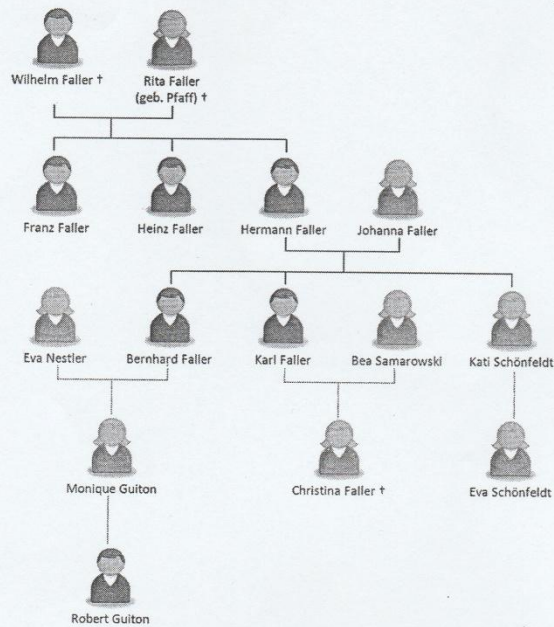 Wilhelm Faller †
Rita Faller
(geb. Pfaff) †
Franz Faller
Heinz Faller
Hermann Faller
Johanna Faller
Eva Nestler
Bernhard Faller
Karl Faller
Bea Samarowski
Kati Schönfeldt
Monique Guiton
Christina Faller †
Eva Schönfeldt
Robert Guiton